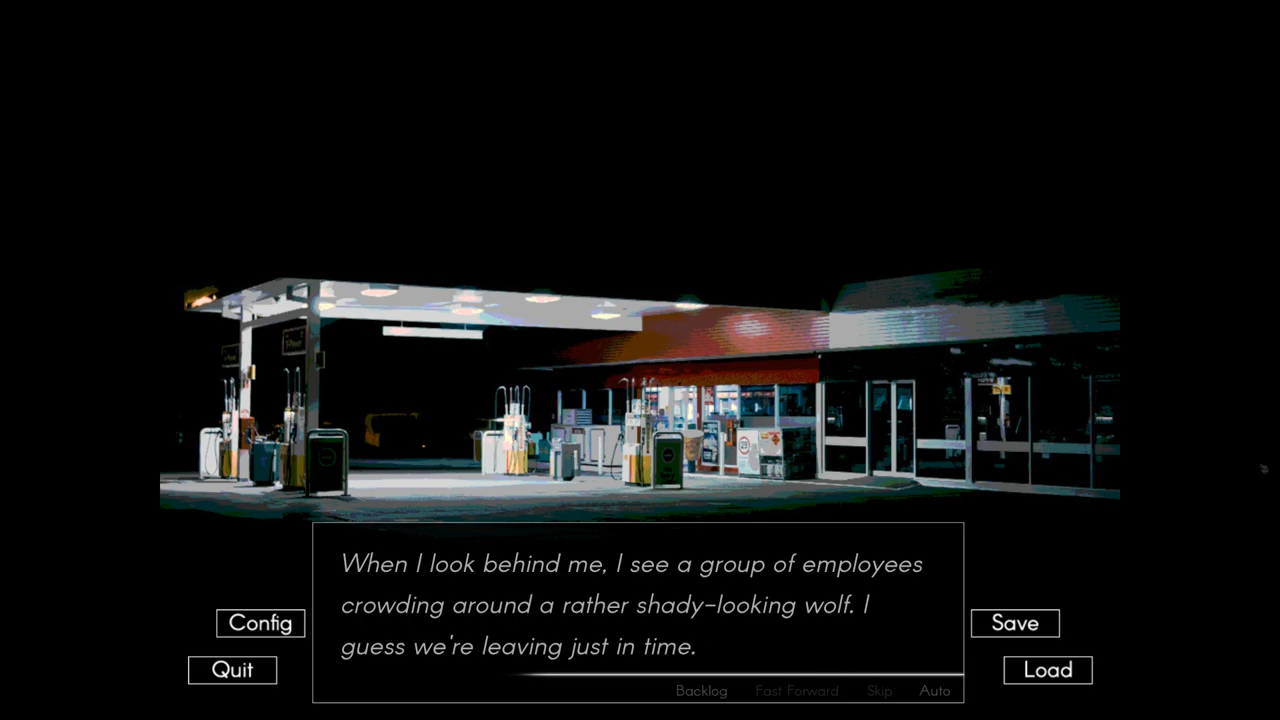 When I look behind me, I see a group of employees
crowding around a rather shady-looking wolf. I
guess we're leaving just in time.
Config
Save
Quit
Load
Backlog
Fast Forward
Skip
Auto